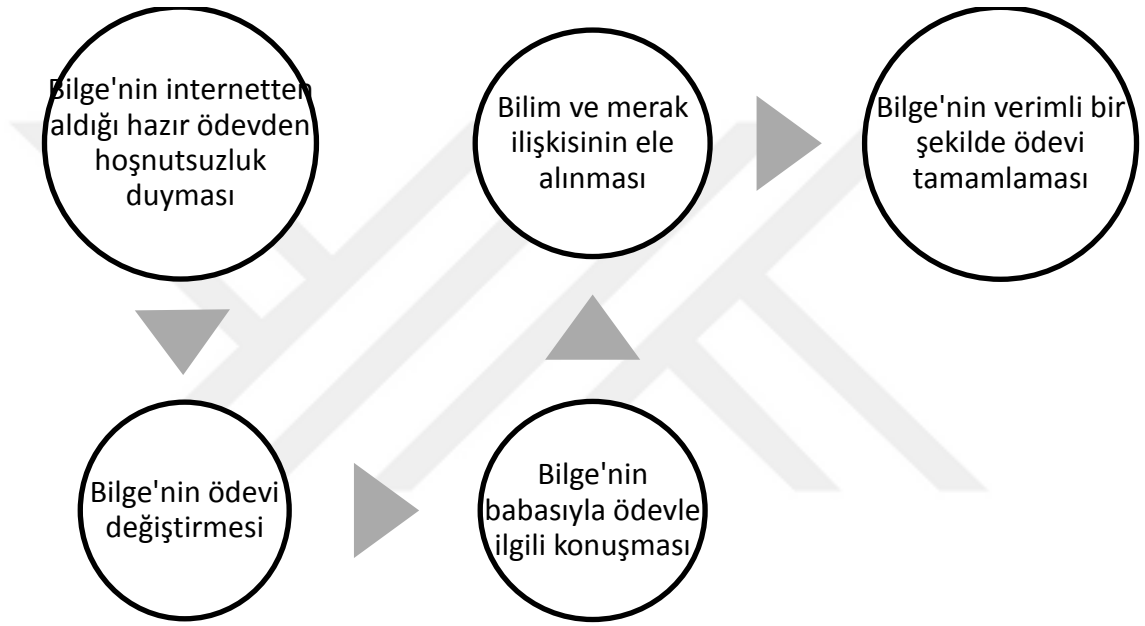 Bilge'nin internetten
aldığı hazır ödevden
hoşnutsuzluk
duyması
Bilge'nin ödevi
değiştirmesi
Bilge'nin
babasıyla ödevle
ilgili konuşması
Bilim ve merak
ilişkisinin ele
alınması
Bilge'nin verimli bir
şekilde ödevi
tamamlaması